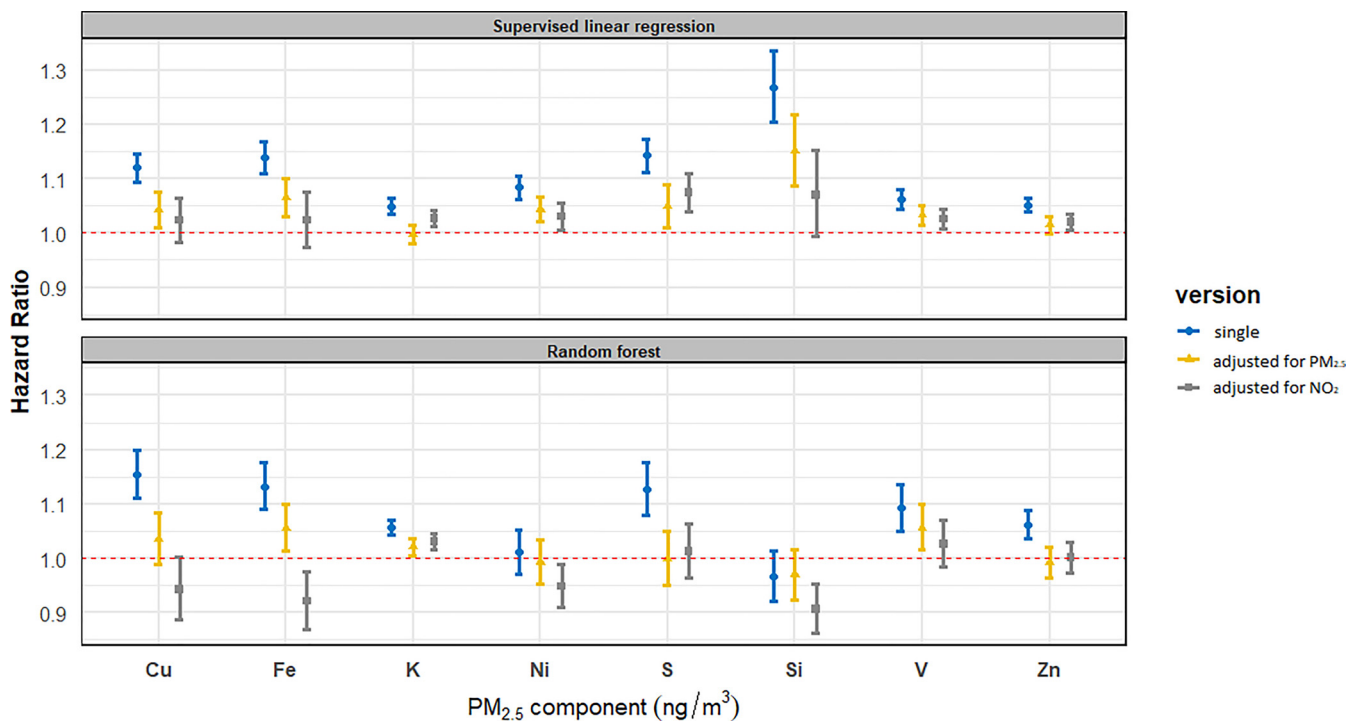 Supervised linear regression
1.3
1.2
1.1
1.0
0.9
Random forest
1.3
1.2
1.1
1.0
0.9
Hazard Ratio
Cu Fe K Ni S Si V Zn
PM2.5 component (ng/m³)
version
single
adjusted for PM2.5
adjusted for NO2